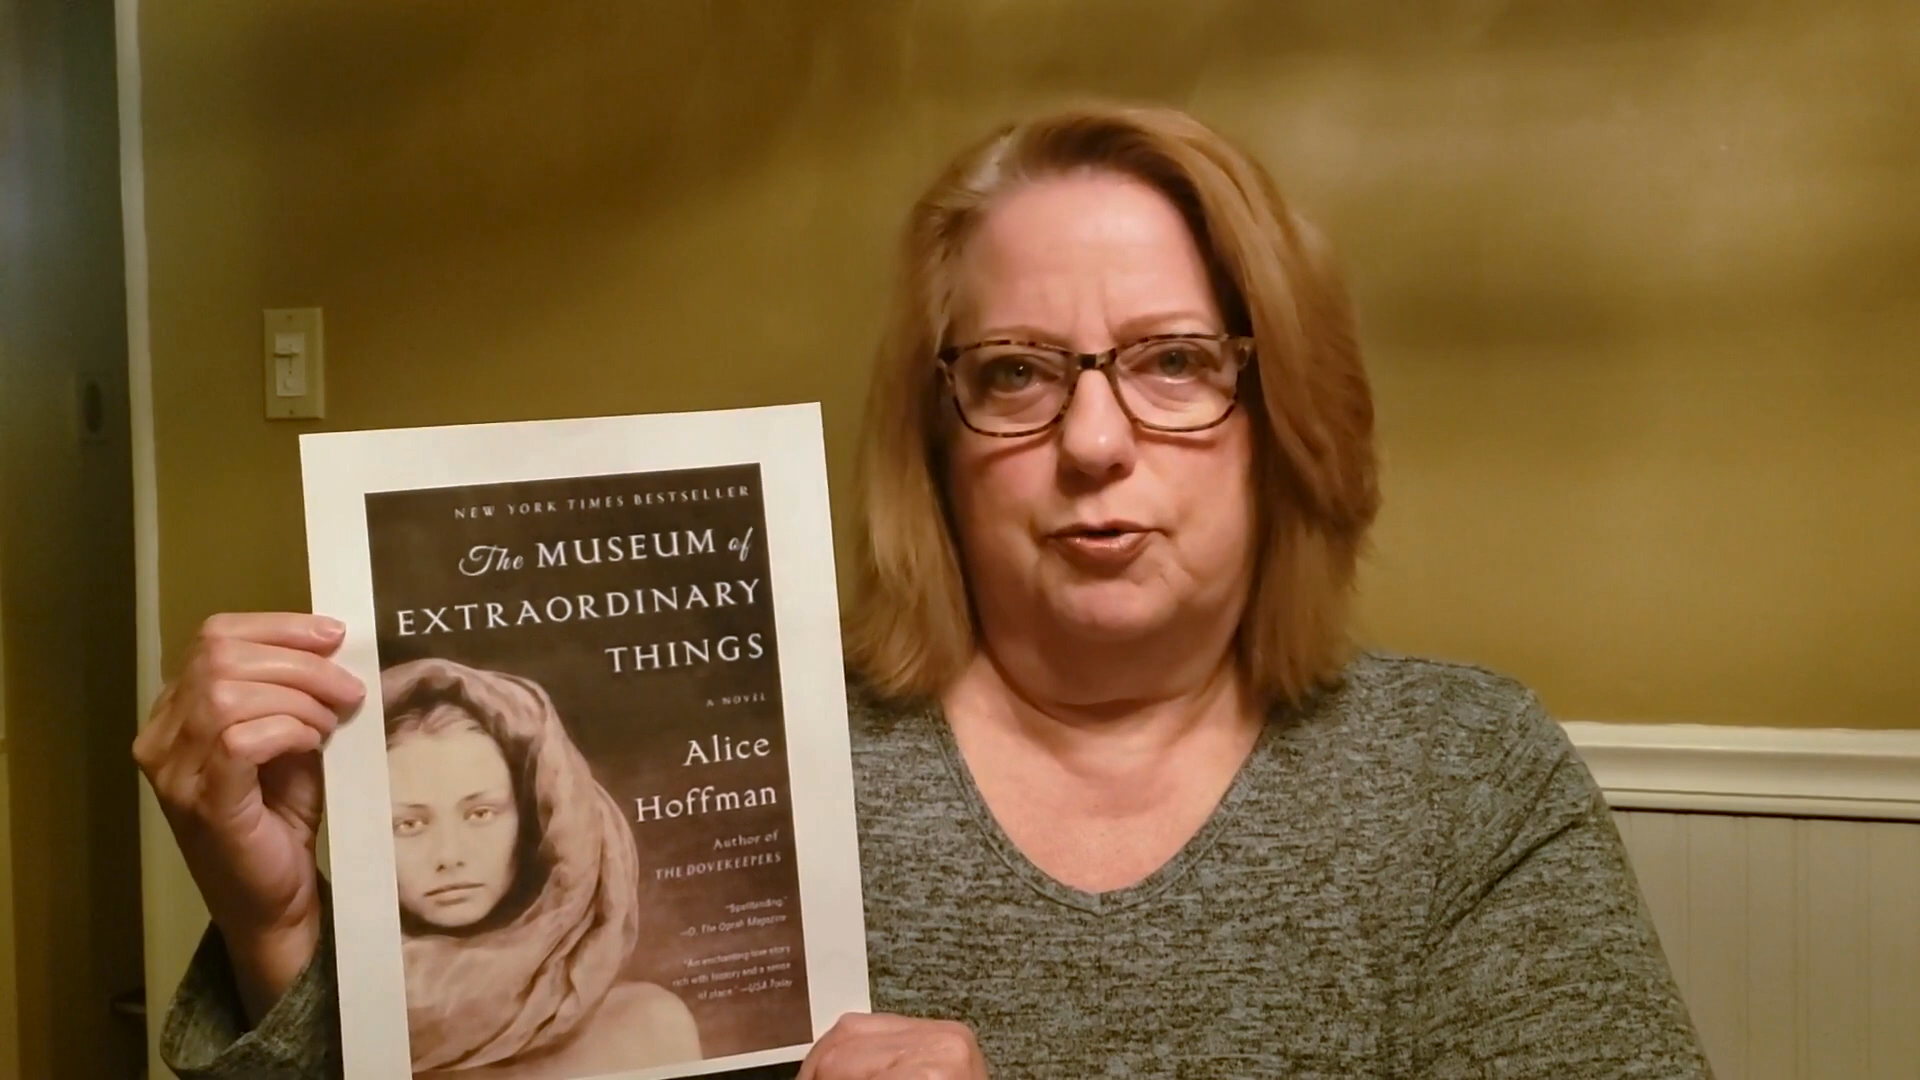 NEW YORK TIMES BESTSELLER
The MUSEUM of
EXTRAORDINARY
THINGS
A NOVEL
Alice
Hoffman
Author of
THE DOVEKEEPERS
"Spellbinding."
—O, The Oprah Magazine
"An enchanting love story
rich with history and a sense
of place." —USA Today